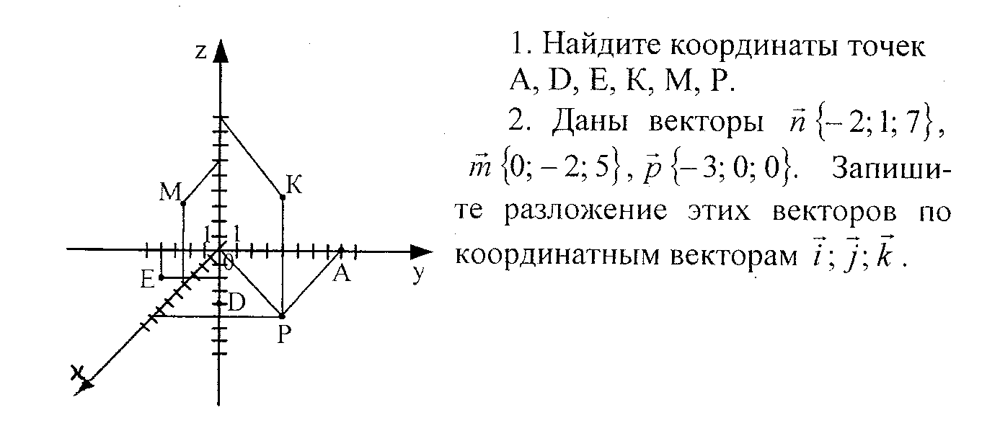 z
M
K
1 1
0
E
A
y
D
P
x
1. Найдите координаты точек
A, D, E, К, М, Р.
2. Даны векторы n⃗ {−2; 1; 7},
m⃗ {0; −2; 5}, p⃗ {−3; 0; 0}. Запиши-
те разложение этих векторов по
координатным векторам i⃗; j⃗; k⃗.